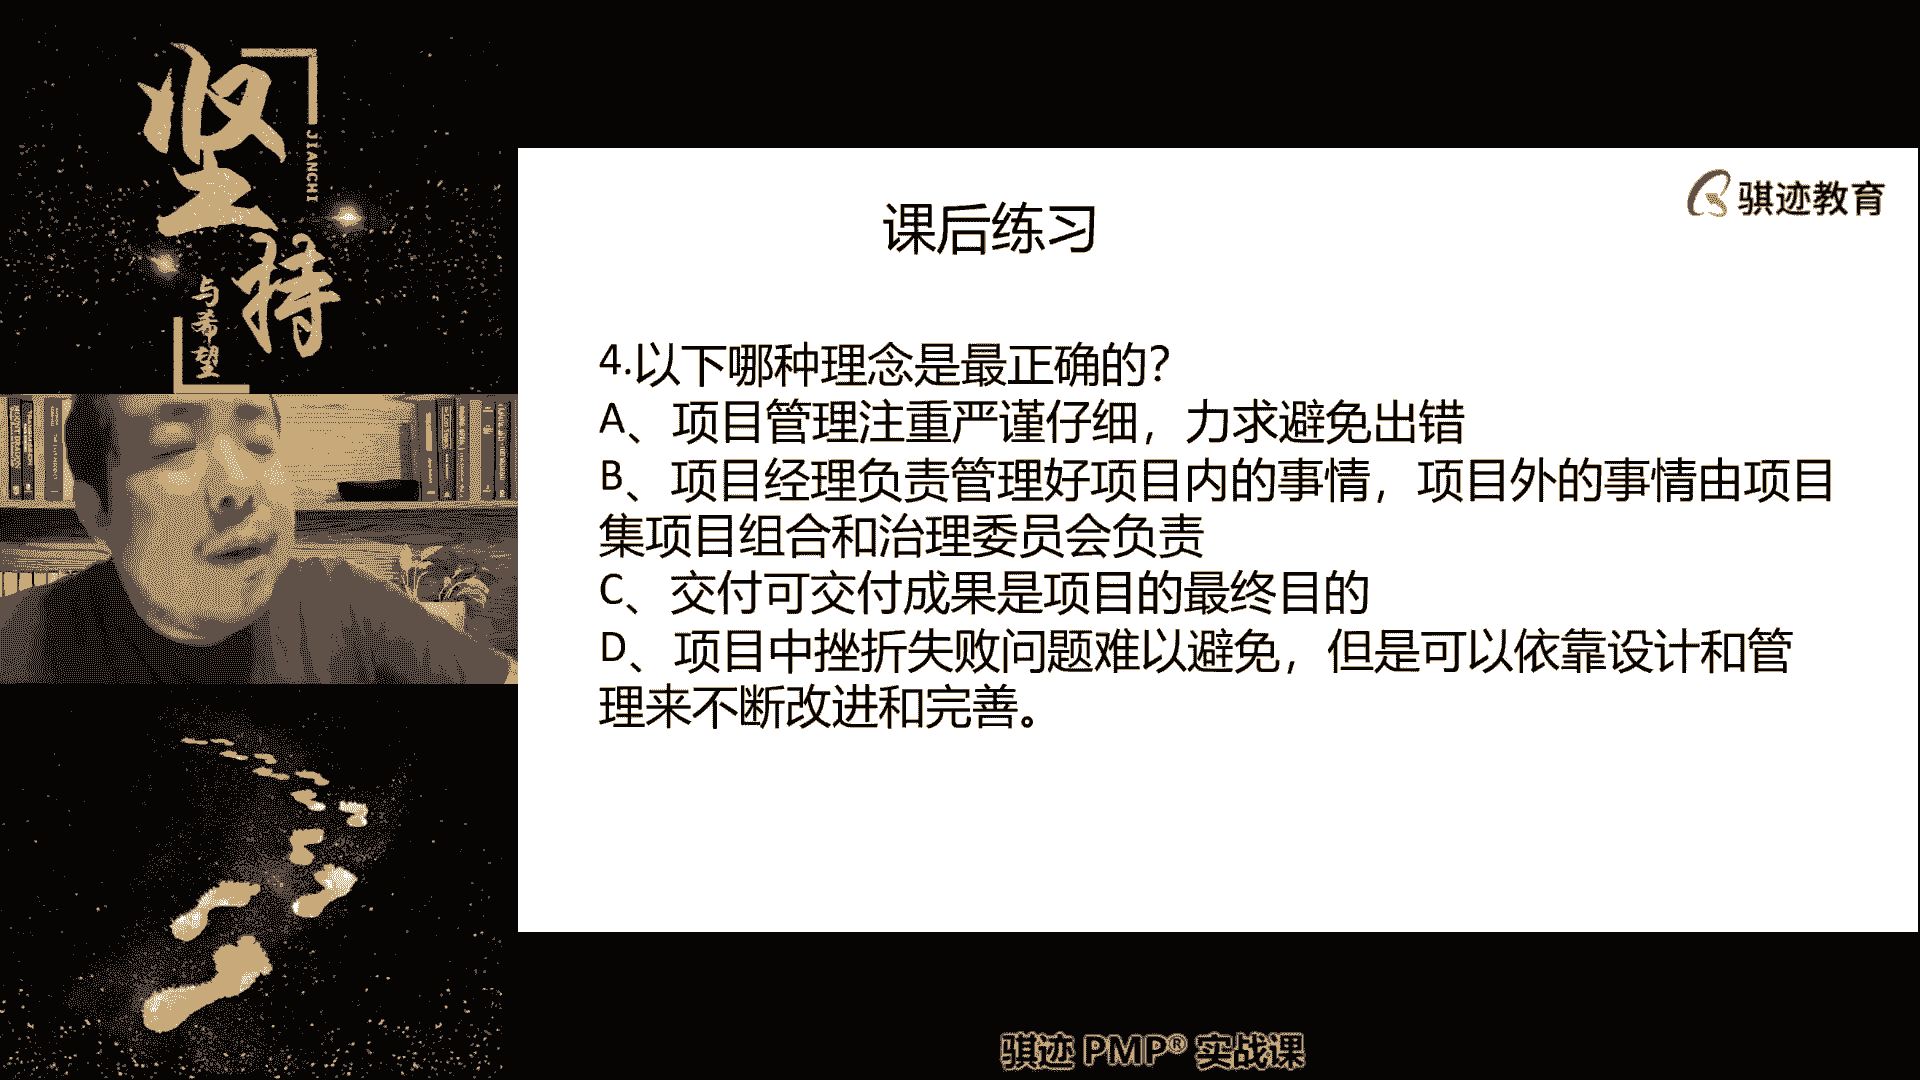 坚持
JIANCHI
与希望
骐迹教育
课后练习
4.以下哪种理念是最正确的？
A、项目管理注重严谨仔细，力求避免出错
B、项目经理负责管理好项目内的事情，项目外的事情由项目
集项目组合和治理委员会负责
C、交付可交付成果是项目的最终目的
D、项目中挫折失败问题难以避免，但是可以依靠设计和管
理来不断改进和完善。
骐迹 PMP® 实战课